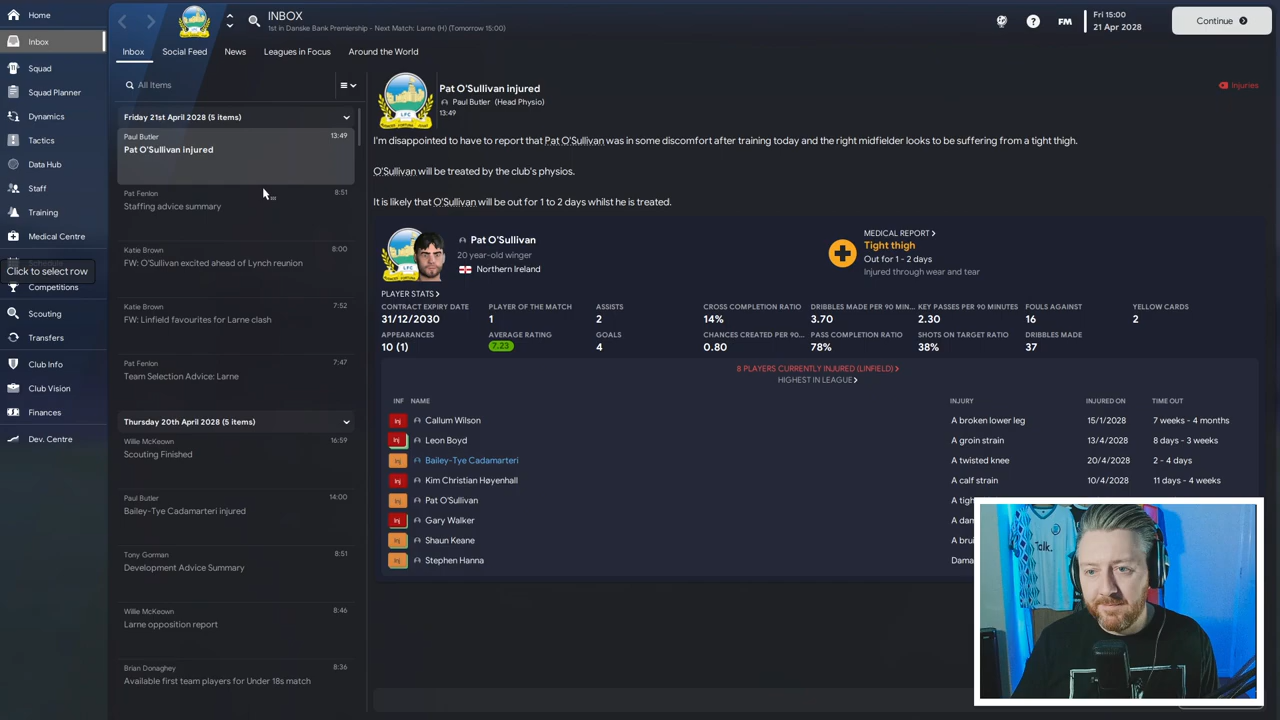 Home
Inbox
Squad
Squad Planner
Dynamics
Tactics
Data Hub
Staff
Training
Medical Centre
Click to select row
Competitions
Scouting
Transfers
Club Info
Club Vision
Finances
Dev. Centre
INBOX
1st in Danske Bank Premiership - Next Match: Larne (H) (Tomorrow 15:00)
FM
Fri 15:00
21 Apr 2028
Continue
Inbox
Social Feed
News
Leagues in Focus
Around the World
All Items
Friday 21st April 2028 (5 items)
Paul Butler 13:49
Pat O'Sullivan injured
Pat Fenlon 8:51
Staffing advice summary
Katie Brown 8:00
FW: O'Sullivan excited ahead of Lynch reunion
Katie Brown 7:52
FW: Linfield favourites for Larne clash
Pat Fenlon 7:47
Team Selection Advice: Larne
Thursday 20th April 2028 (5 items)
Willie McKeown 16:59
Scouting Finished
Paul Butler 14:00
Bailey-Tye Cadamarteri injured
Tony Gorman 8:51
Development Advice Summary
Willie McKeown 8:46
Larne opposition report
Brian Donaghey 8:36
Available first team players for Under 18s match
Pat O'Sullivan injured
Paul Butler (Head Physio)
13:49
Injuries
I'm disappointed to have to report that Pat O'Sullivan was in some discomfort after training today and the right midfielder looks to be suffering from a tight thigh.
O'Sullivan will be treated by the club's physios.
It is likely that O'Sullivan will be out for 1 to 2 days whilst he is treated.
LFC
Pat O'Sullivan
20 year-old winger
Northern Ireland
MEDICAL REPORT
Tight thigh
Out for 1 - 2 days
Injured through wear and tear
PLAYER STATS
CONTRACT EXPIRY DATE PLAYER OF THE MATCH ASSISTS CROSS COMPLETION RATIO DRIBBLES MADE PER 90 MIN... KEY PASSES PER 90 MINUTES FOULS AGAINST YELLOW CARDS
31/12/2030 1 2 14% 3.70 2.30 16 2
APPEARANCES AVERAGE RATING GOALS CHANCES CREATED PER 90... PASS COMPLETION RATIO SHOTS ON TARGET RATIO DRIBBLES MADE
10 (1) 7.23 4 0.80 78% 38% 37
8 PLAYERS CURRENTLY INJURED (LINFIELD)
HIGHEST IN LEAGUE
INF NAME INJURY INJURED ON TIME OUT
Inj Callum Wilson A broken lower leg 15/1/2028 7 weeks - 4 months
Inj Leon Boyd A groin strain 13/4/2028 8 days - 3 weeks
Inj Bailey-Tye Cadamarteri A twisted knee 20/4/2028 2 - 4 days
Inj Kim Christian Høyenhall A calf strain 10/4/2028 11 days - 4 weeks
Inj Pat O'Sullivan A tig
Inj Gary Walker A dan
Inj Shaun Keane A bru
Inj Stephen Hanna Dama
Talk.